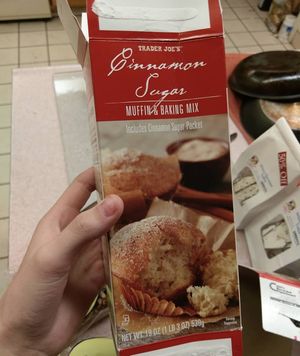 TRADER JOE'S
Cinnamon
Sugar
MUFFIN & BAKING MIX
Includes Cinnamon Sugar Packet
NET WT. 19 OZ (1 LB 3 OZ) 539g